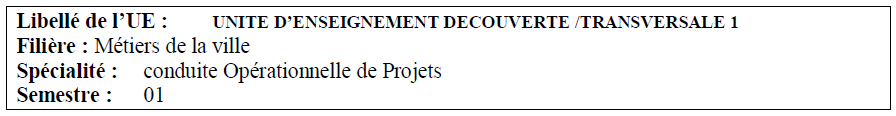 Libellé de l’UE : UNITE D’ENSEIGNEMENT DECOUVERTE /TRANSVERSALE 1
Filière : Métiers de la ville
Spécialité : conduite Opérationnelle de Projets
Semestre : 01